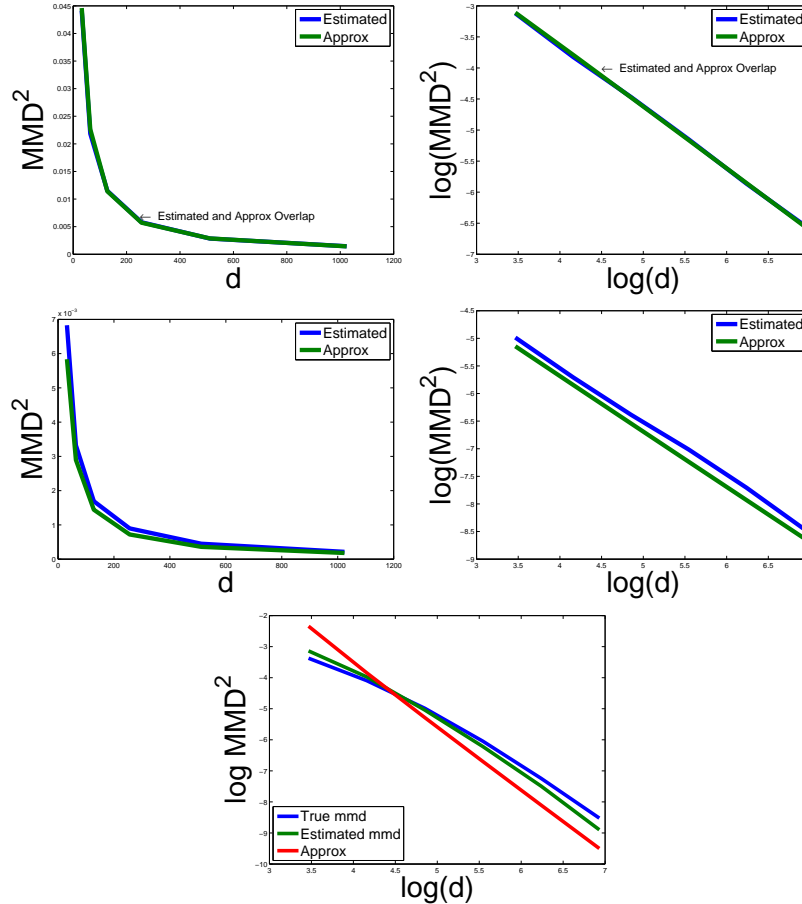 0.045
0.04
0.035
0.03
0.025
0.02
0.015
0.01
0.005
0
0 200 400 600 800 1000 1200
MMD²
d
Estimated
Approx
← Estimated and Approx Overlap
-3
-3.5
-4
-4.5
-5
-5.5
-6
-6.5
-7
3 3.5 4 4.5 5 5.5 6 6.5
log(MMD²)
log(d)
Estimated
Approx
← Estimated and Approx Overlap
7
6
5
4
3
2
1
0
0 200 400 600 800 1000 1200
MMD²
d
Estimated
Approx
-4.5
-5
-5.5
-6
-6.5
-7
-7.5
-8
-8.5
-9
3 3.5 4 4.5 5 5.5 6 6.5
log(MMD²)
log(d)
Estimated
Approx
-2
-3
-4
-5
-6
-7
-8
-9
-10
3 3.5 4 4.5 5 5.5 6 6.5 7
log MMD²
log(d)
True mmd
Estimated mmd
Approx